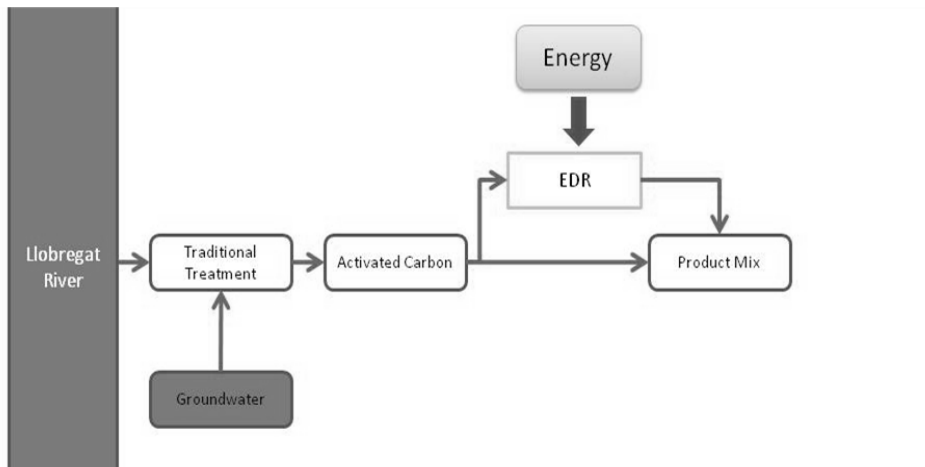 Energy
EDR
Llobregat
River
Traditional
Treatment
Activated Carbon
Product Mix
Groundwater